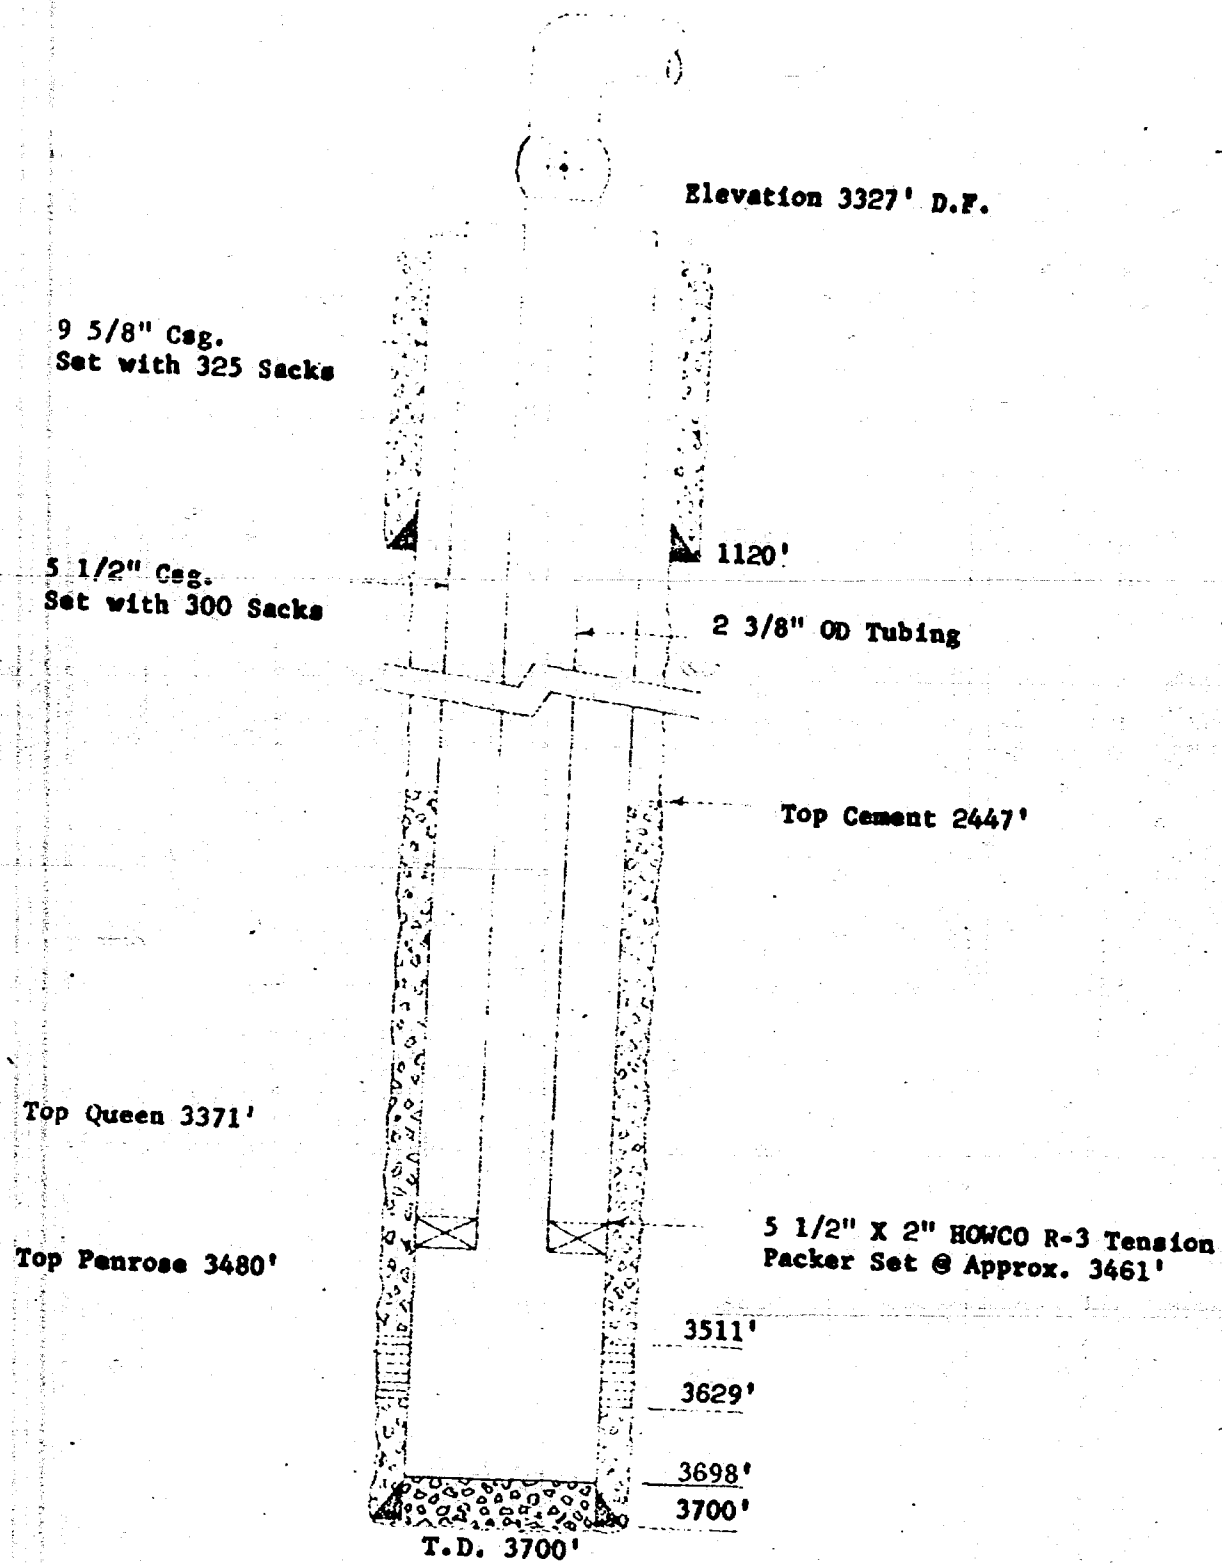 Elevation 3327' D.F.
9 5/8" Csg.
Set with 325 Sacks
1120'
5 1/2" Csg.
Set with 300 Sacks
2 3/8" OD Tubing
Top Cement 2447'
Top Queen 3371'
5 1/2" X 2" HOWCO R-3 Tension
Packer Set @ Approx. 3461'
Top Penrose 3480'
3511'
3629'
3698'
3700'
T.D. 3700'